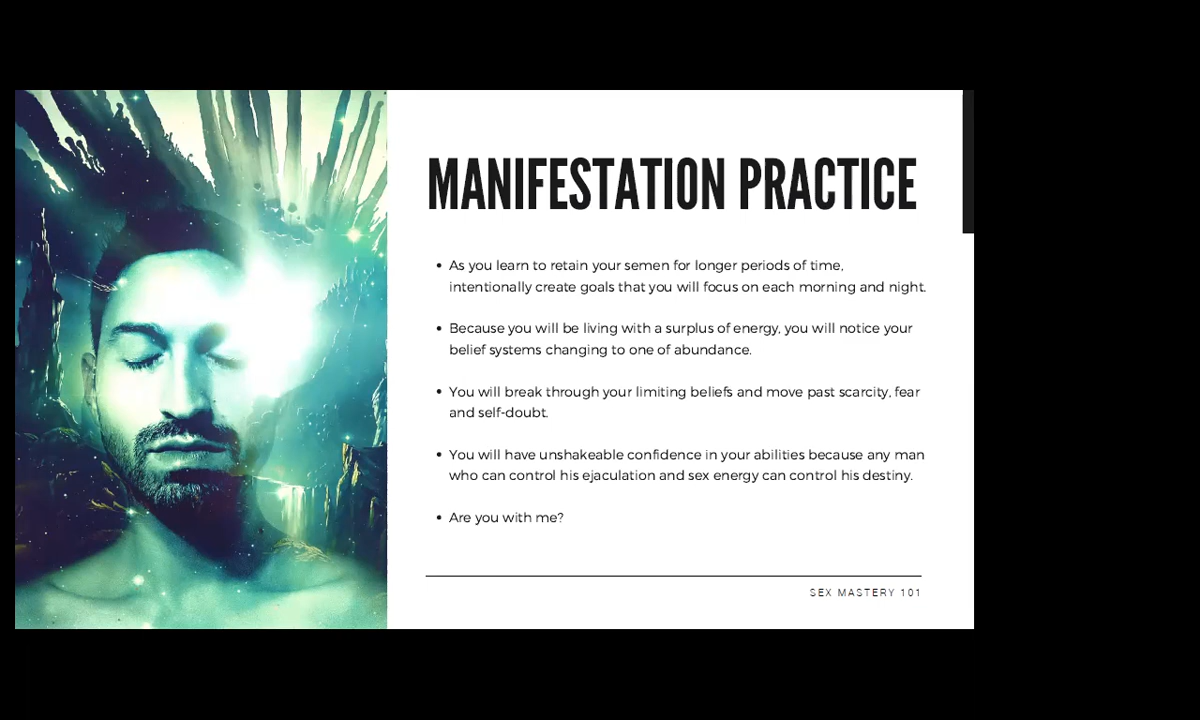 MANIFESTATION PRACTICE
• As you learn to retain your semen for longer periods of time,
intentionally create goals that you will focus on each morning and night.
• Because you will be living with a surplus of energy, you will notice your
belief systems changing to one of abundance.
• You will break through your limiting beliefs and move past scarcity, fear
and self-doubt.
• You will have unshakeable confidence in your abilities because any man
who can control his ejaculation and sex energy can control his destiny.
• Are you with me?
SEX MASTERY 101